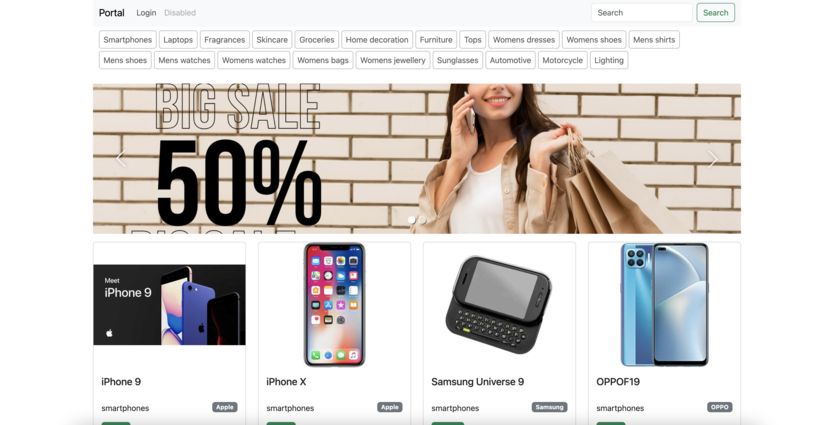 Portal Login Disabled Search Search
Smartphones Laptops Fragrances Skincare Groceries Home decoration Furniture Tops Womens dresses Womens shoes Mens shirts
Mens shoes Mens watches Womens watches Womens bags Womens jewellery Sunglasses Automotive Motorcycle Lighting
BIG SALE
50%
BIG SALE
Meet
iPhone 9
iPhone 9 iPhone X Samsung Universe 9 OPPOF19
smartphones Apple smartphones Apple smartphones Samsung smartphones OPPO